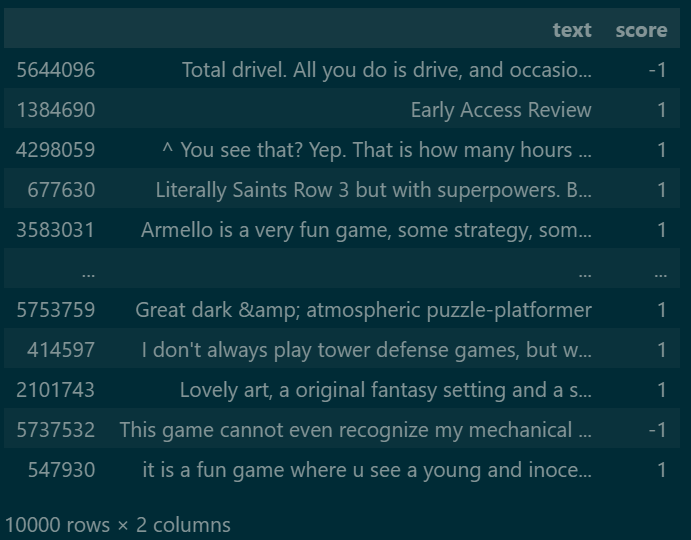 text score
5644096 Total drivel. All you do is drive, and occasio... -1
1384690 Early Access Review 1
4298059 ^ You see that? Yep. That is how many hours ... 1
677630 Literally Saints Row 3 but with superpowers. B... 1
3583031 Armello is a very fun game, some strategy, som... 1
... ... ...
5753759 Great dark &amp; atmospheric puzzle-platformer 1
414597 I don't always play tower defense games, but w... 1
2101743 Lovely art, a original fantasy setting and a s... 1
5737532 This game cannot even recognize my mechanical ... -1
547930 it is a fun game where u see a young and inoce... 1
10000 rows × 2 columns